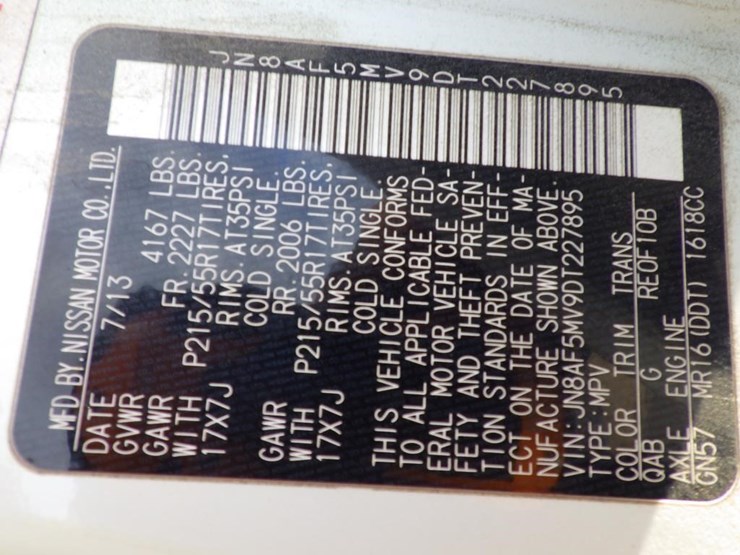 JN8AF5MV9DT227895
MFD BY NISSAN MOTOR CO.,LTD.
DATE 7/13
GVWR 4167 LBS.
GAWR FR. 2227 LBS.
WITH P215/55R17TIRES,
17X7J RIMS AT35PSI
COLD SINGLE.
GAWR RR. 2006 LBS.
WITH P215/55R17TIRES,
17X7J RIMS AT35PSI
COLD SINGLE.
THIS VEHICLE CONFORMS
TO ALL APPLICABLE FED-
ERAL MOTOR VEHICLE SA-
FETY AND THEFT PREVEN-
TION STANDARDS IN EFF-
ECT ON THE DATE OF MA-
NUFACTURE SHOWN ABOVE.
VIN:JN8AF5MV9DT227895
TYPE:MPV
COLOR TRIM TRANS
QAB G RE0F10B
AXLE ENGINE
GN57 MR16(DDT) 1618CC